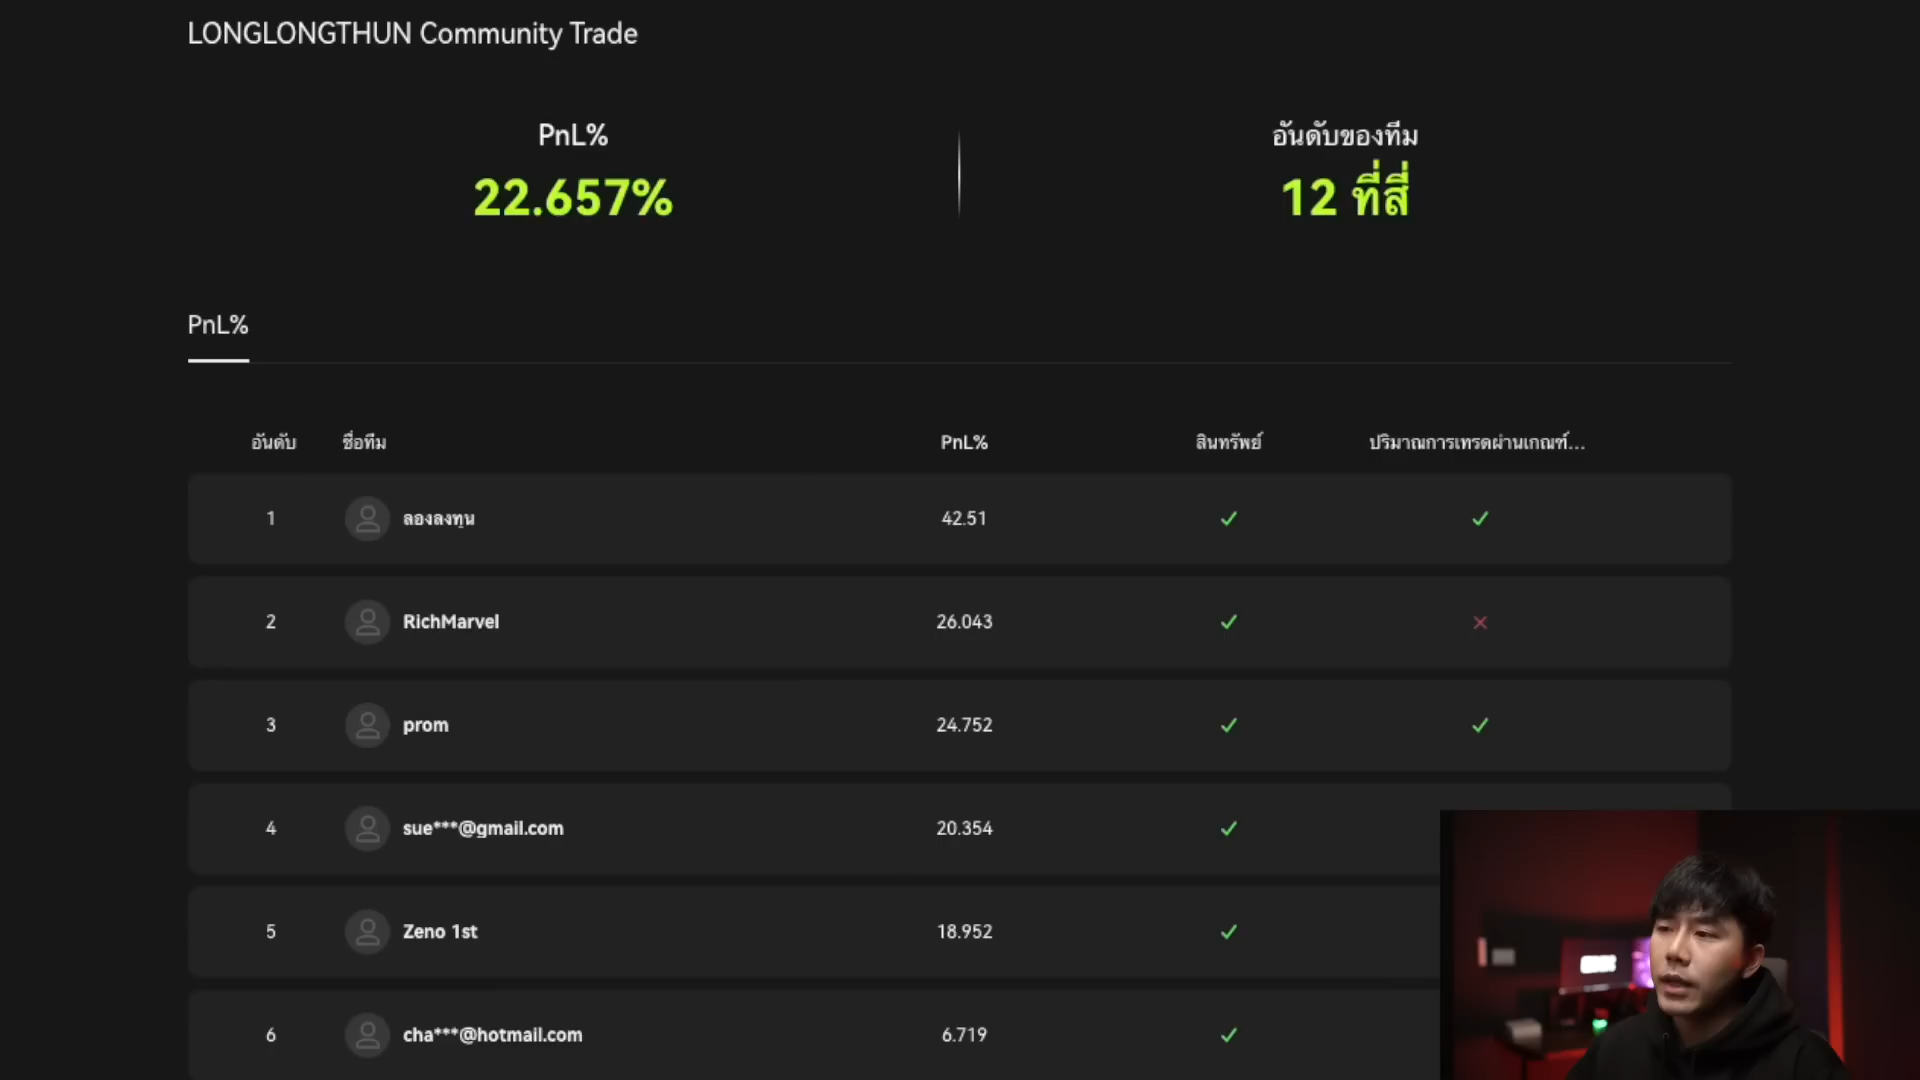 LONGLONGTHUN Community Trade
PnL%
อันดับของทีม
22.657%
12 ที่สี่
PnL%
อันดับ ชื่อทีม PnL% สินทรัพย์ ปริมาณการเทรดผ่านเกณฑ์...
1 ลองลงทุน 42.51
2 RichMarvel 26.043
3 prom 24.752
4 sue***@gmail.com 20.354
5 Zeno 1st 18.952
6 cha***@hotmail.com 6.719